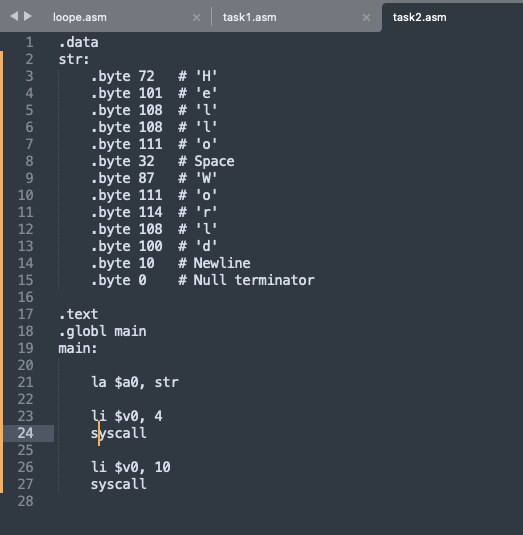 loope.asm
task1.asm
task2.asm
1 .data
2 str:
3 .byte 72 # 'H'
4 .byte 101 # 'e'
5 .byte 108 # 'l'
6 .byte 108 # 'l'
7 .byte 111 # 'o'
8 .byte 32 # Space
9 .byte 87 # 'W'
10 .byte 111 # 'o'
11 .byte 114 # 'r'
12 .byte 108 # 'l'
13 .byte 100 # 'd'
14 .byte 10 # Newline
15 .byte 0 # Null terminator
16
17 .text
18 .globl main
19 main:
20
21 la $a0, str
22
23 li $v0, 4
24 syscall
25
26 li $v0, 10
27 syscall
28